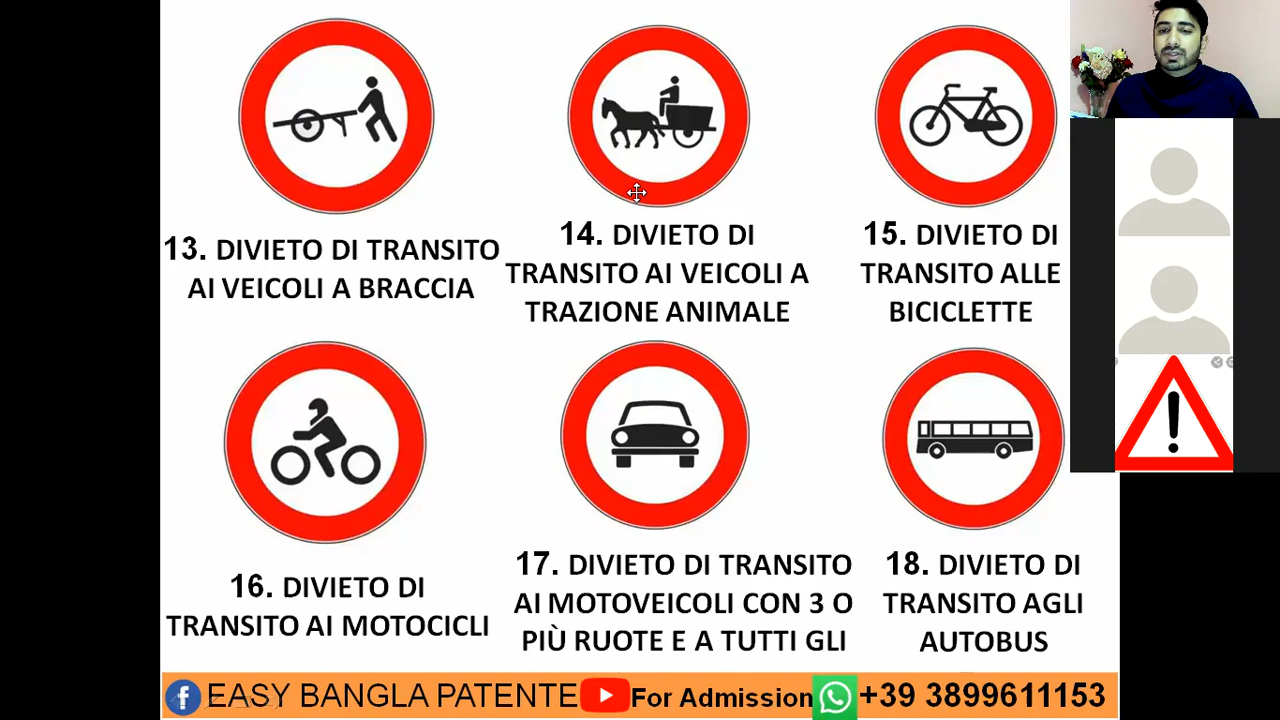 13. DIVIETO DI TRANSITO
AI VEICOLI A BRACCIA
14. DIVIETO DI
TRANSITO AI VEICOLI A
TRAZIONE ANIMALE
15. DIVIETO DI
TRANSITO ALLE
BICICLETTE
16. DIVIETO DI
TRANSITO AI MOTOCICLI
17. DIVIETO DI TRANSITO
AI MOTOVEICOLI CON 3 O
PIÙ RUOTE E A TUTTI GLI
18. DIVIETO DI
TRANSITO AGLI
AUTOBUS
EASY BANGLA PATENTE For Admission +39 3899611153